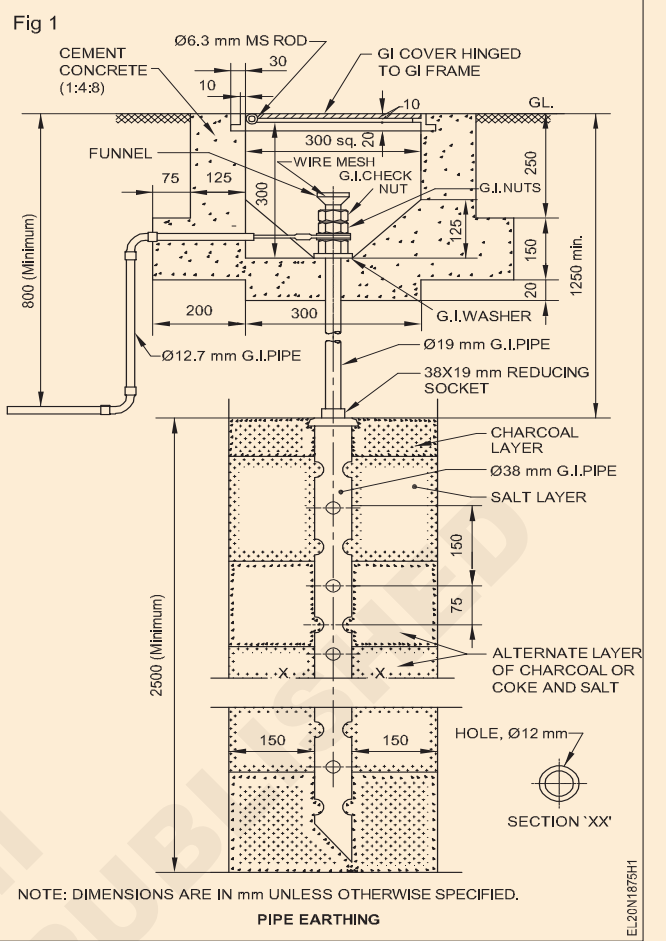 Fig 1
Ø6.3 mm MS ROD
CEMENT
CONCRETE
(1:4:8)
30
10
GI COVER HINGED
TO GI FRAME
10
GL.
300 sq.
20
FUNNEL
WIRE MESH
G.I.CHECK
NUT
G.I.NUTS
75
125
300
125
250
150
20
800 (Minimum)
1250 min.
200
300
G.I.WASHER
Ø12.7 mm G.I.PIPE
Ø19 mm G.I.PIPE
38X19 mm REDUCING
SOCKET
CHARCOAL
LAYER
Ø38 mm G.I.PIPE
SALT LAYER
150
75
2500 (Minimum)
ALTERNATE LAYER
OF CHARCOAL OR
COKE AND SALT
X
X
150
150
HOLE, Ø12 mm
SECTION `XX'
NOTE: DIMENSIONS ARE IN mm UNLESS OTHERWISE SPECIFIED.
PIPE EARTHING
EL20N1875H1
PUBLISHED